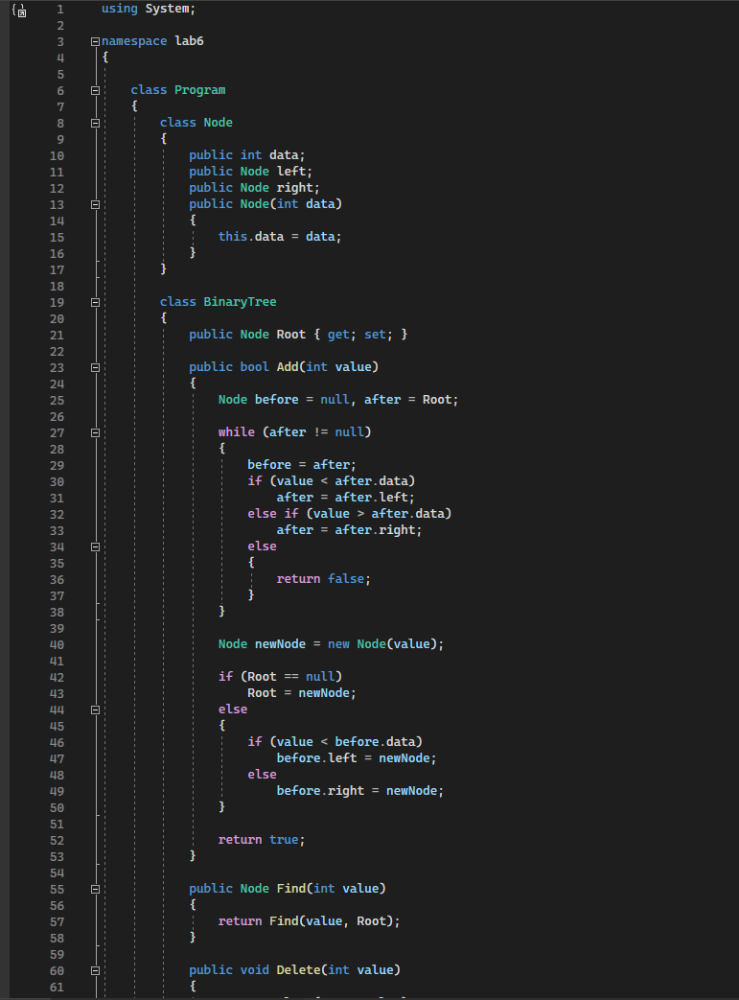 1 using System;
2
3 namespace lab6
4 {
5
6 class Program
7 {
8 class Node
9 {
10 public int data;
11 public Node left;
12 public Node right;
13 public Node(int data)
14 {
15 this.data = data;
16 }
17 }
18
19 class BinaryTree
20 {
21 public Node Root { get; set; }
22
23 public bool Add(int value)
24 {
25 Node before = null, after = Root;
26
27 while (after != null)
28 {
29 before = after;
30 if (value < after.data)
31 after = after.left;
32 else if (value > after.data)
33 after = after.right;
34 else
35 {
36 return false;
37 }
38 }
39
40 Node newNode = new Node(value);
41
42 if (Root == null)
43 Root = newNode;
44 else
45 {
46 if (value < before.data)
47 before.left = newNode;
48 else
49 before.right = newNode;
50 }
51
52 return true;
53 }
54
55 public Node Find(int value)
56 {
57 return Find(value, Root);
58 }
59
60 public void Delete(int value)
61 {